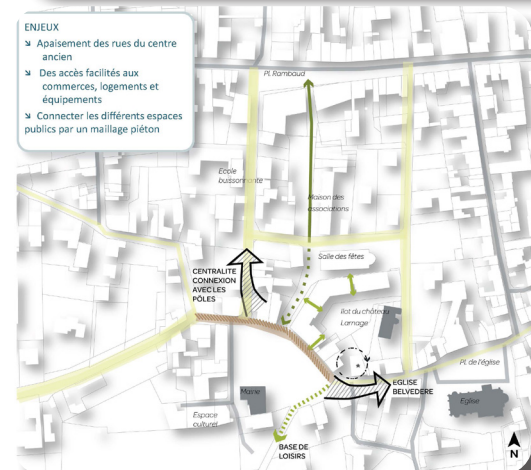 ENJEUX
↘ Apaisement des rues du centre
ancien
↘ Des accès facilités aux
commerces, logements et
équipements
↘ Connecter les différents espaces
publics par un maillage piéton
Pl. Rambaud
Ecole
buissonnante
Maison des
associations
Salle des fêtes
CENTRALITE
CONNEXION
AVEC LES
PÔLES
Ilot du château
Larnage
Pl. de l'église
EGLISE
BELVEDERE
Mairie
Eglise
Espace
culturel
BASE DE
LOISIRS
N